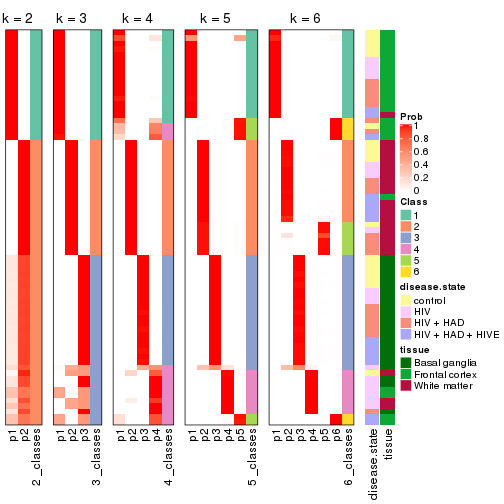 k = 2
k = 3
k = 4
k = 5
k = 6
p1
p2
2_classes
p1
p2
p3
3_classes
p1
p2
p3
p4
4_classes
p1
p2
p3
p4
p5
5_classes
p1
p2
p3
p4
p5
p6
6_classes
disease.state
tissue
Prob
1
0.8
0.6
0.4
0.2
0
Class
1
2
3
4
5
6
disease.state
control
HIV
HIV + HAD
HIV + HAD + HIVE
tissue
Basal ganglia
Frontal cortex
White matter